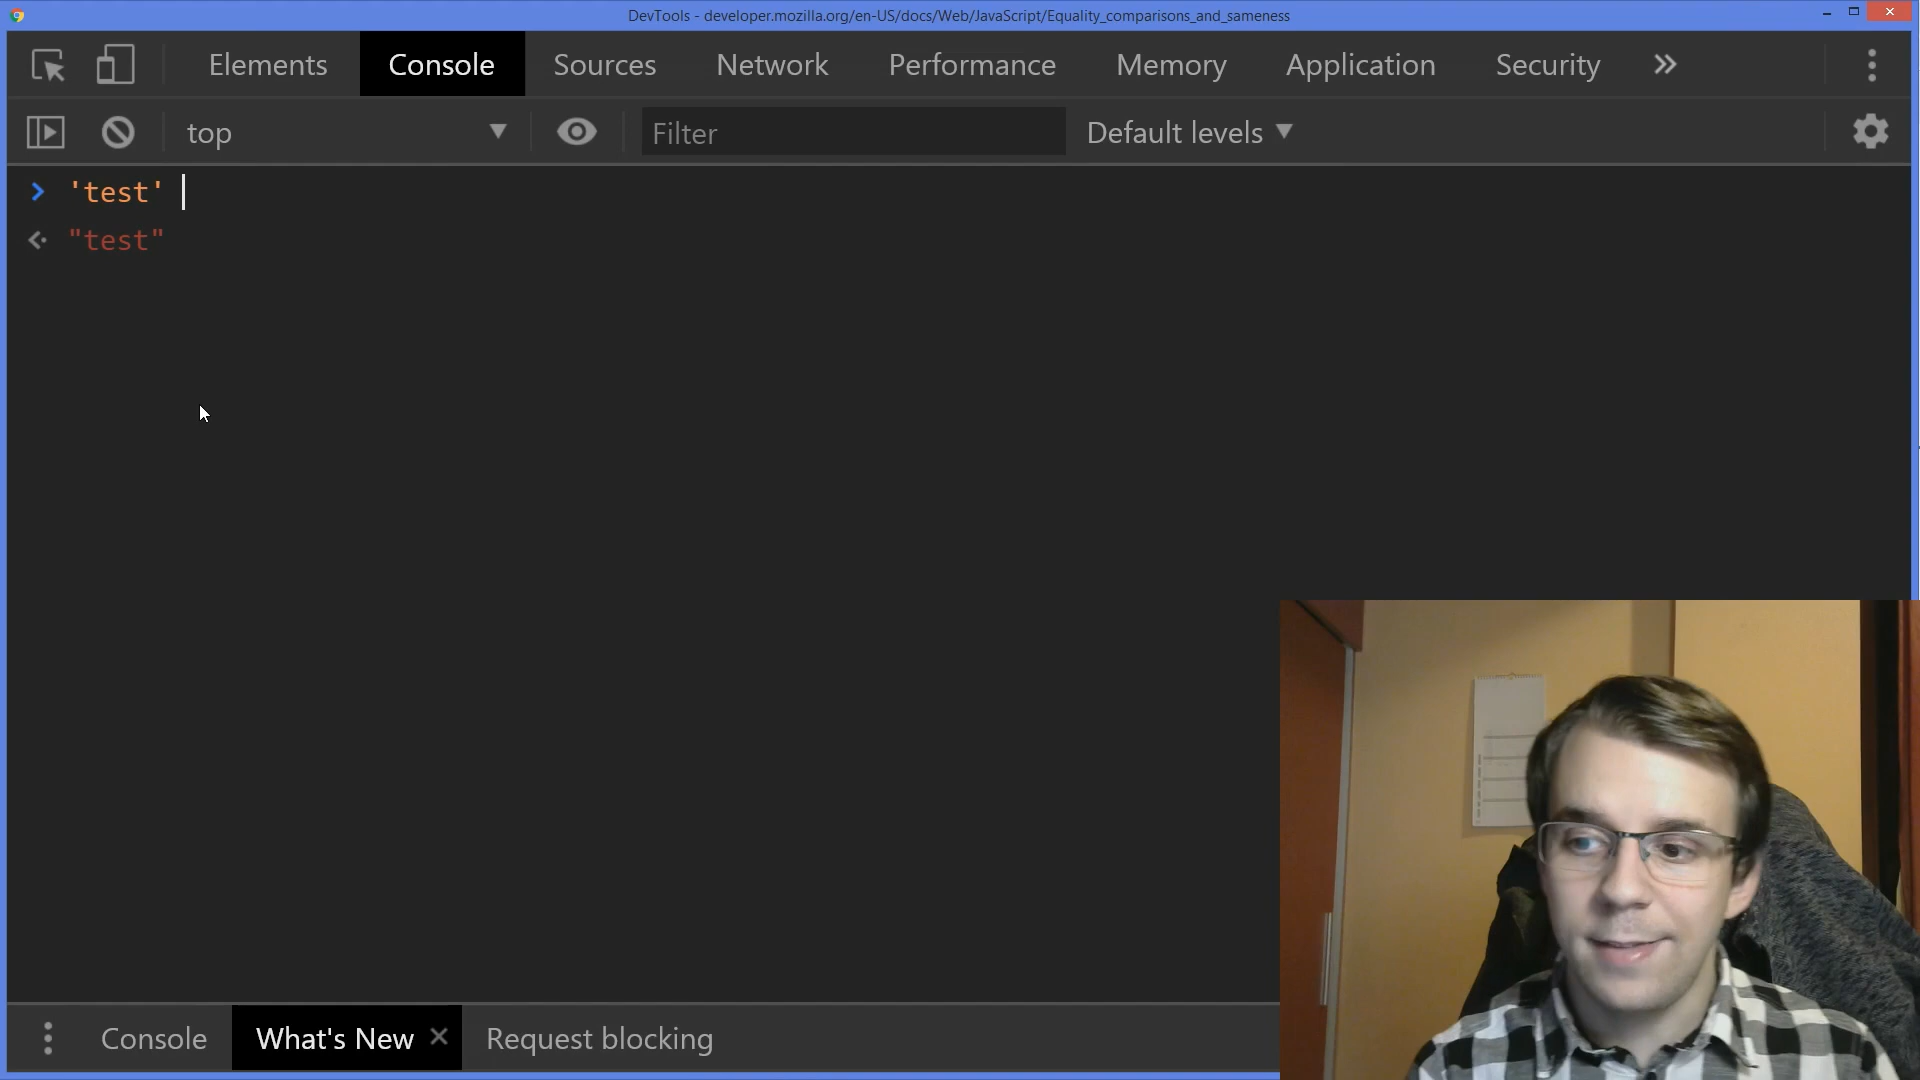 DevTools - developer.mozilla.org/en-US/docs/Web/JavaScript/Equality_comparisons_and_sameness
Elements Console Sources Network Performance Memory Application Security »
top Filter Default levels
> 'test'
"test"
Console What's New Request blocking